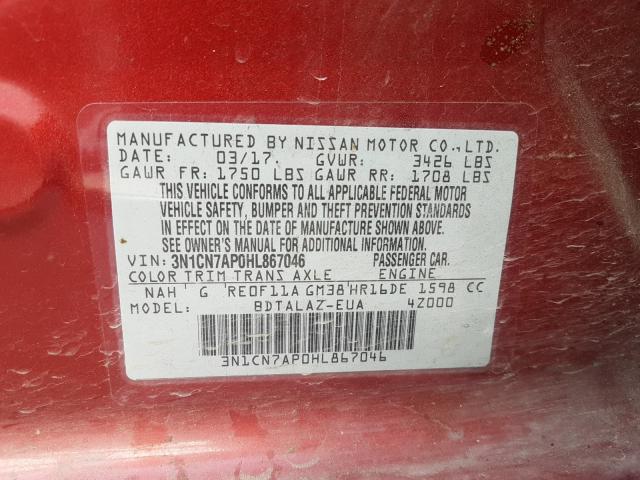 MANUFACTURED BY NISSAN MOTOR CO.,LTD.
DATE: 03/17. GVWR: 3426 LBS
GAWR FR: 1750 LBS GAWR RR: 1708 LBS
THIS VEHICLE CONFORMS TO ALL APPLICABLE FEDERAL MOTOR
VEHICLE SAFETY, BUMPER AND THEFT PREVENTION STANDARDS
IN EFFECT ON THE DATE OF MANUFACTURE SHOWN ABOVE.
SEE OWNER'S MANUAL FOR ADDITIONAL INFORMATION.
VIN: 3N1CN7AP0HL867046 PASSENGER CAR.
COLOR TRIM TRANS AXLE ENGINE
NAH ' G 'RE0F11A GM38'HR16DE 1598 CC
MODEL: BDTALAZ-EUA 4Z000
3N1CN7AP0HL867046